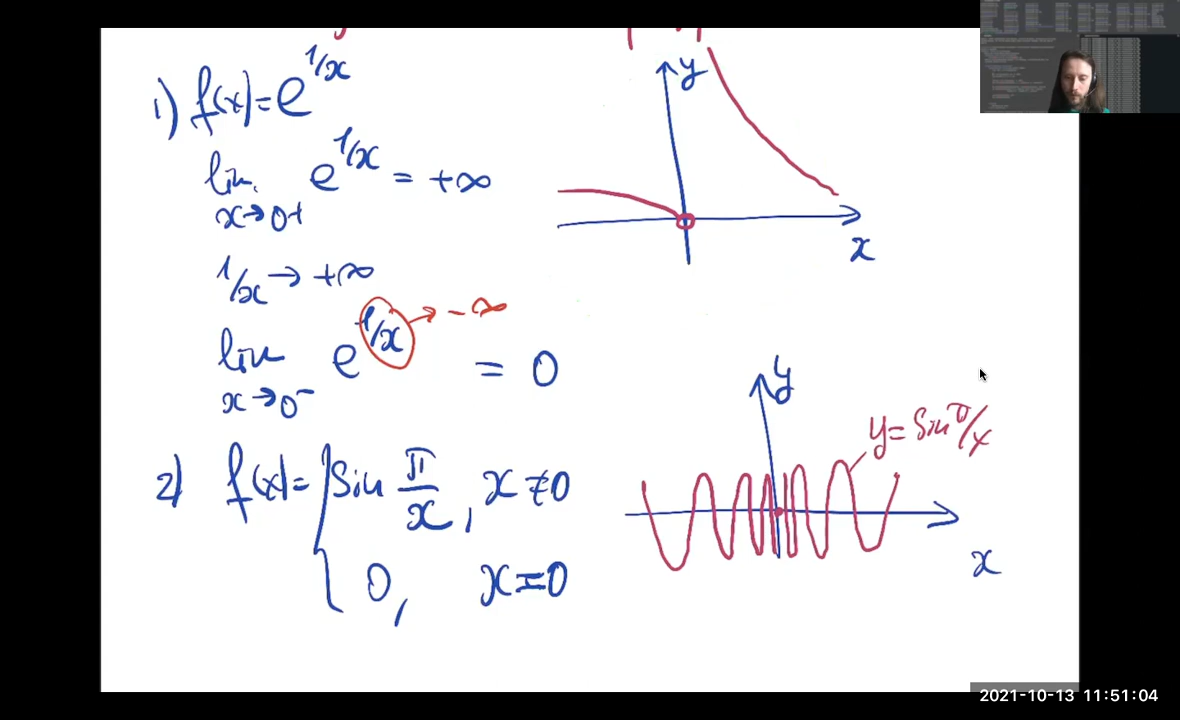 1) f(x)=e^{1/x}
lim_{x→0+} e^{1/x} = +∞
1/x → +∞
lim_{x→0^-} e^{1/x} → -∞ = 0
2) f(x)= { sin π/x, x≠0
0, x=0
y
x
y
y=sin π/x
x
2021-10-13 11:51:04